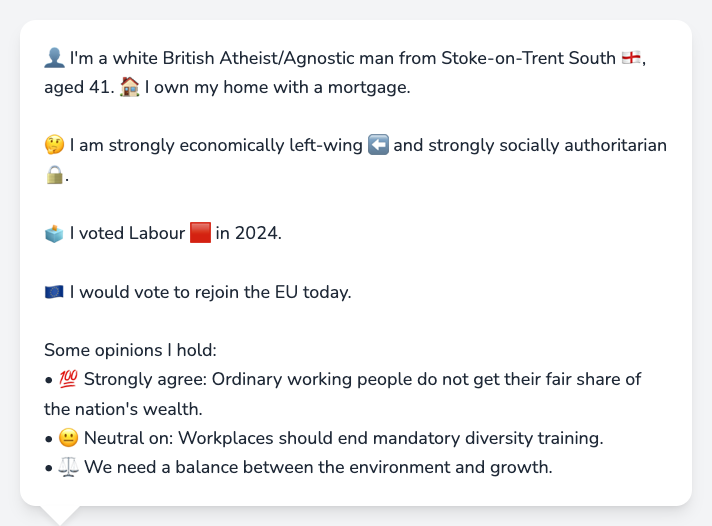 👤 I'm a white British Atheist/Agnostic man from Stoke-on-Trent South 🏴󠁧󠁢󠁥󠁮󠁧󠁿,
aged 41. 🏠 I own my home with a mortgage.
🤔 I am strongly economically left-wing ⬅️ and strongly socially authoritarian
🔒.
🗳️ I voted Labour 🟥 in 2024.
🇪🇺 I would vote to rejoin the EU today.
Some opinions I hold:
• 💯 Strongly agree: Ordinary working people do not get their fair share of
the nation's wealth.
• 😐 Neutral on: Workplaces should end mandatory diversity training.
• ⚖️ We need a balance between the environment and growth.